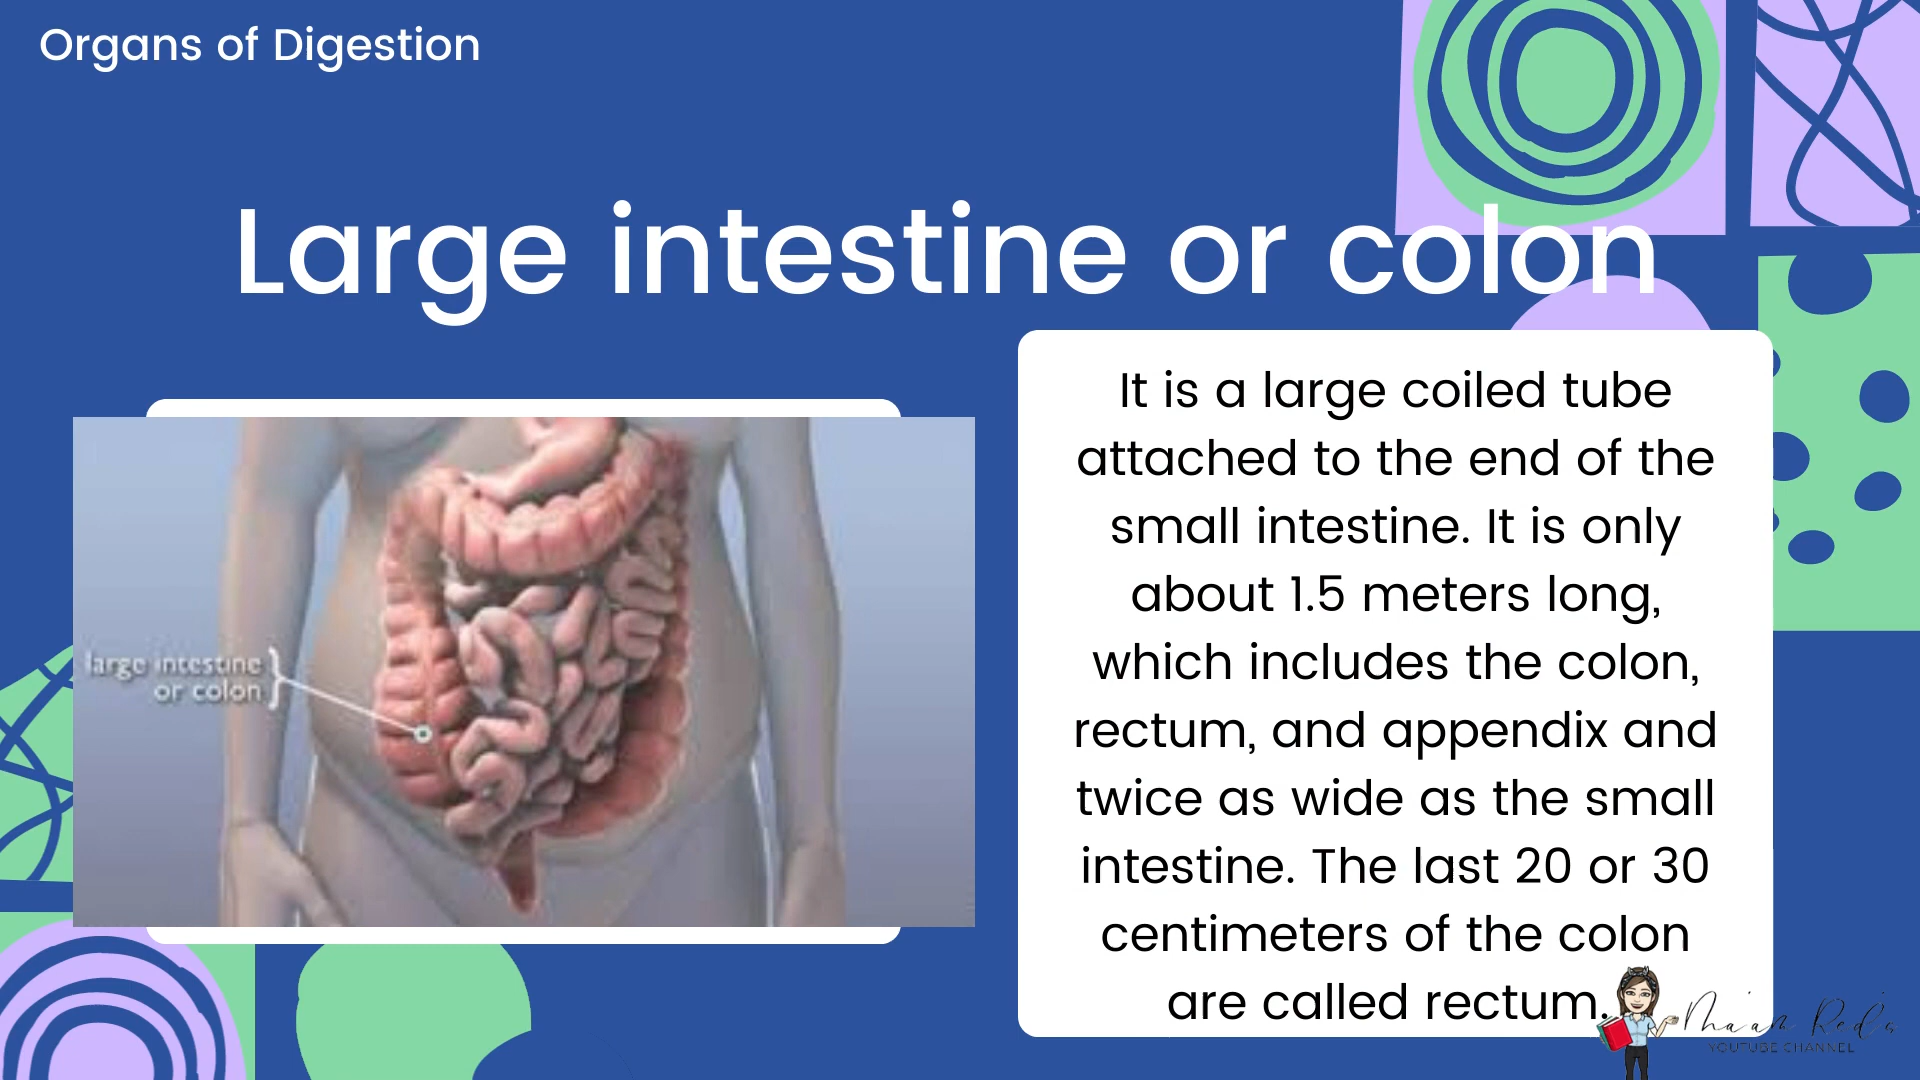 Organs of Digestion
Large intestine or colon
large intestine
or colon
It is a large coiled tube
attached to the end of the
small intestine. It is only
about 1.5 meters long,
which includes the colon,
rectum, and appendix and
twice as wide as the small
intestine. The last 20 or 30
centimeters of the colon
are called rectum.
Ma'am Red's
YOUTUBE CHANNEL